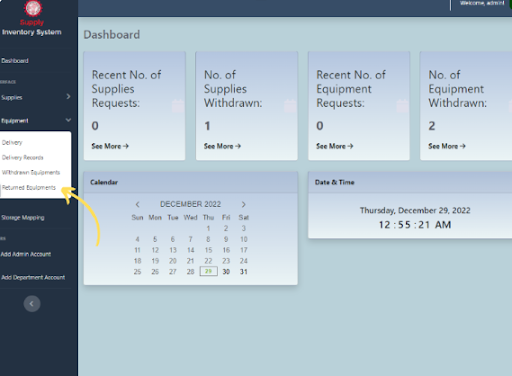 Supply
Inventory System
Dashboard
Supplies
Equipment
Delivery
Delivery Records
Withdrawn Equipments
Returned Equipments
Storage Mapping
Add Admin Account
Add Department Account
Welcome, admin!
Dashboard
Recent No. of
Supplies
Requests:
0
See More →
No. of
Supplies
Withdrawn:
1
See More →
Recent No. of
Equipment
Requests:
0
See More →
No. of
Equipment
Withdrawn:
2
See More →
Calendar
DECEMBER 2022
Sun Mon Tue Wed Thu Fri Sat
1 2 3
4 5 6 7 8 9 10
11 12 13 14 15 16 17
18 19 20 21 22 23 24
25 26 27 28 29 30 31
Date & Time
Thursday, December 29, 2022
12:55:21 AM